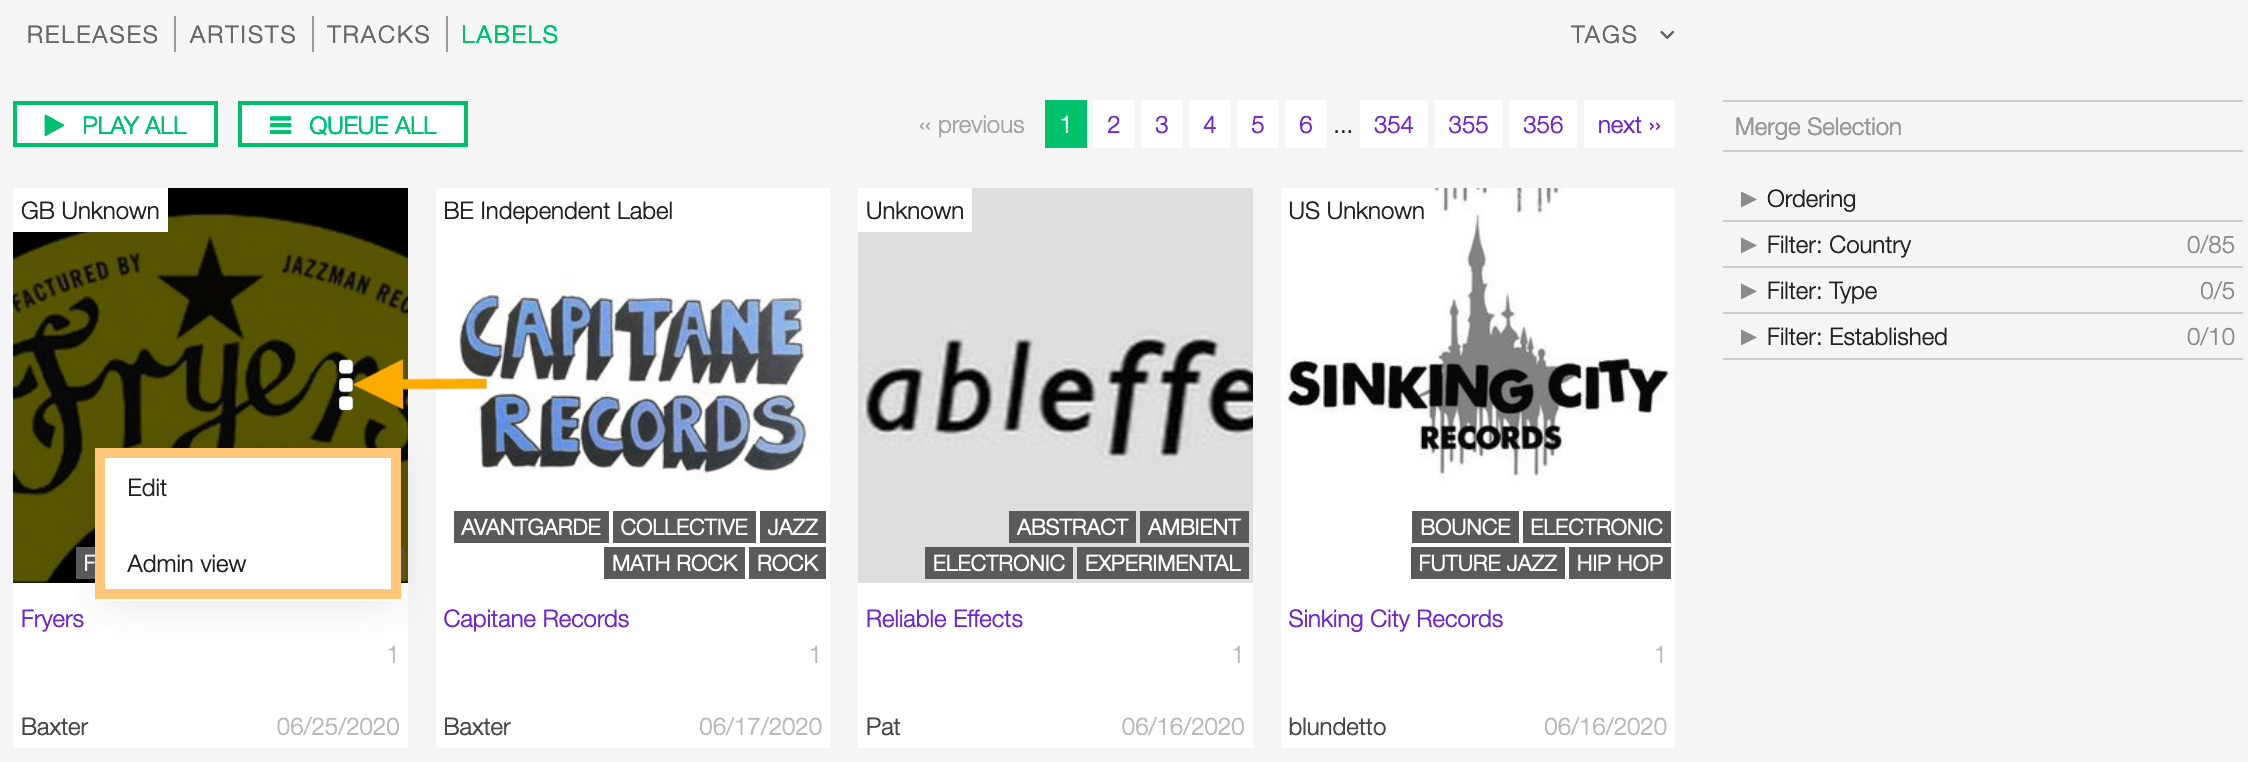 RELEASES ARTISTS TRACKS LABELS TAGS
PLAY ALL QUEUE ALL ‹‹ previous 1 2 3 4 5 6 ... 354 355 356 next ››
Merge Selection
Ordering
Filter: Country 0/85
Filter: Type 0/5
Filter: Established 0/10
GB Unknown
FACTURED BY JAZZMAN REC
Fryer
Edit
Admin view
F
Fryers
1
Baxter 06/25/2020
BE Independent Label
CAPITANE
RECORDS
AVANTGARDE COLLECTIVE JAZZ
MATH ROCK ROCK
Capitane Records
1
Baxter 06/17/2020
Unknown
ableffe
ABSTRACT AMBIENT
ELECTRONIC EXPERIMENTAL
Reliable Effects
1
Pat 06/16/2020
US Unknown
SINKING CITY
RECORDS
BOUNCE ELECTRONIC
FUTURE JAZZ HIP HOP
Sinking City Records
1
blundetto 06/16/2020